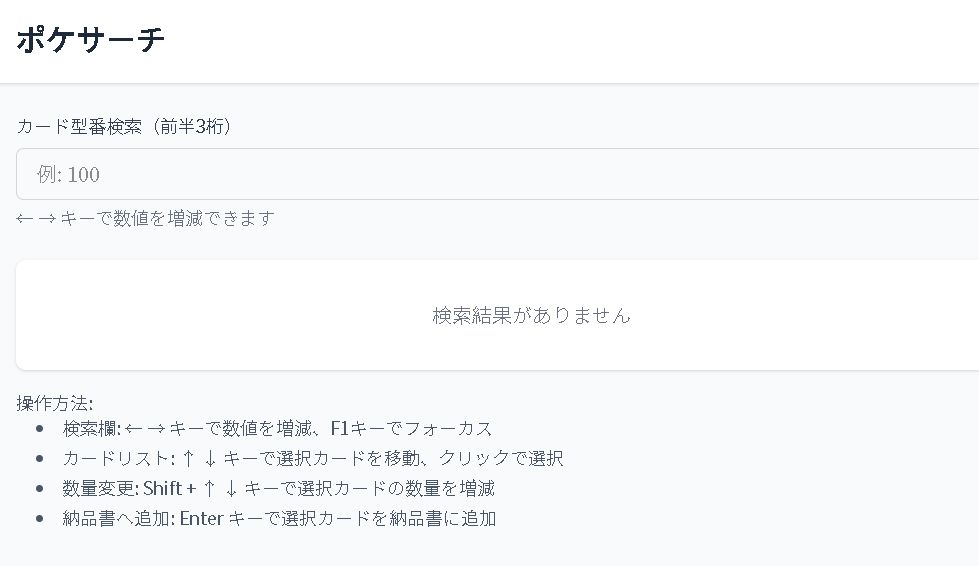 ポケサーチ
カード型番検索（前半3桁）
例: 100
← → キーで数値を増減できます
検索結果がありません
操作方法:
• 検索欄: ← → キーで数値を増減、F1キーでフォーカス
• カードリスト: ↑ ↓ キーで選択カードを移動、クリックで選択
• 数量変更: Shift + ↑ ↓ キーで選択カードの数量を増減
• 納品書へ追加: Enter キーで選択カードを納品書に追加